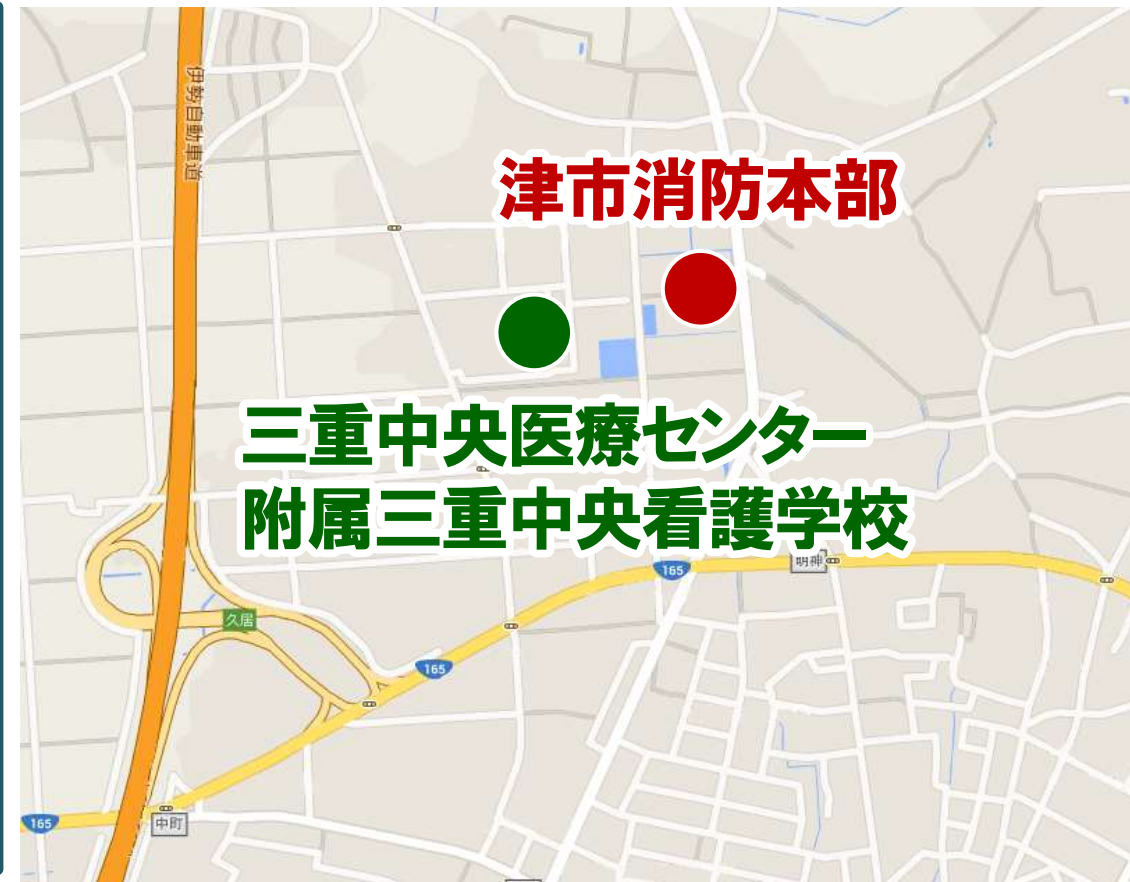 伊勢自動車道
津市消防本部
三重中央医療センター
附属三重中央看護学校
165
明神
久居
165
165
中町